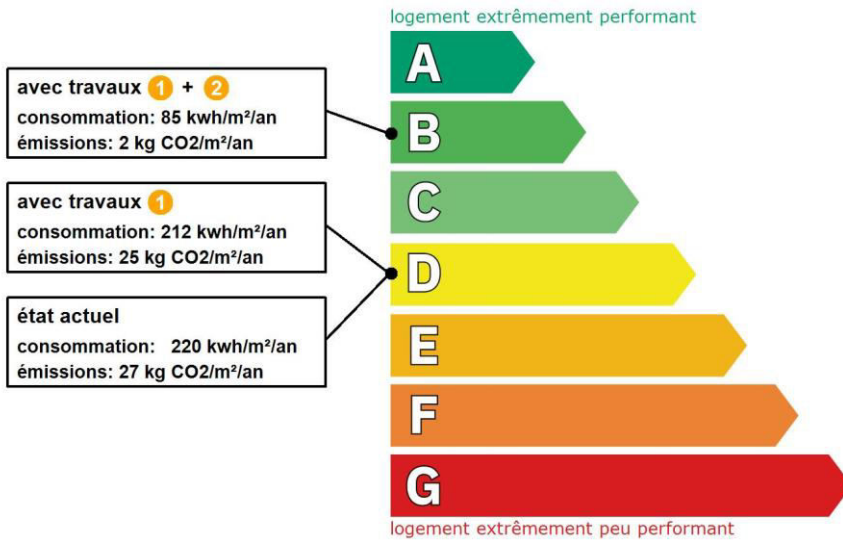 logement extrêmement performant
A
avec travaux 1 + 2
consommation: 85 kwh/m²/an
émissions: 2 kg CO2/m²/an
B
C
avec travaux 1
consommation: 212 kwh/m²/an
émissions: 25 kg CO2/m²/an
D
état actuel
consommation: 220 kwh/m²/an
émissions: 27 kg CO2/m²/an
E
F
G
logement extrêmement peu performant